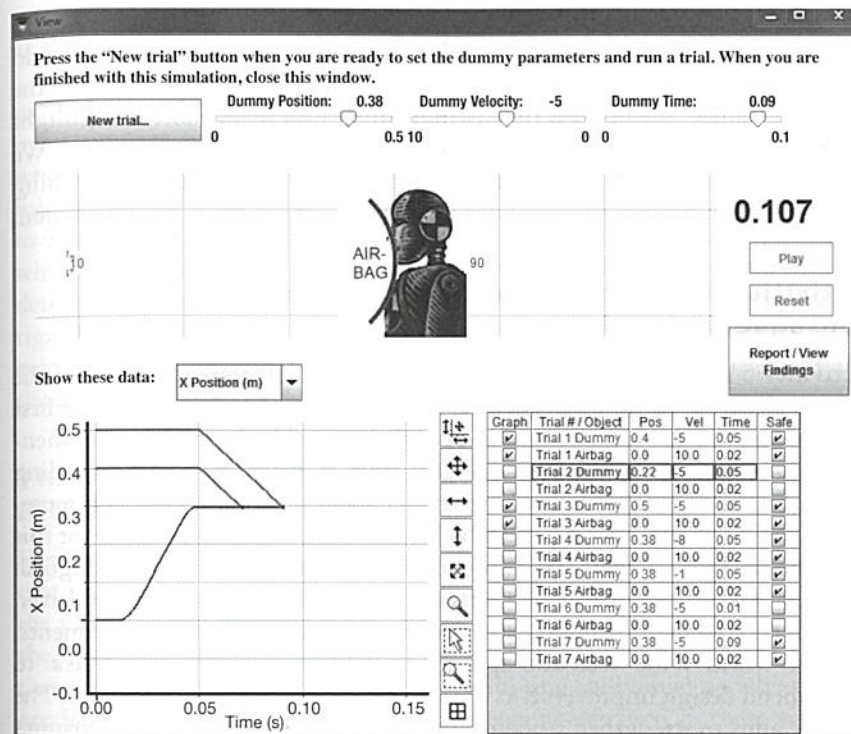 View
Press the “New trial” button when you are ready to set the dummy parameters and run a trial. When you are
finished with this simulation, close this window.
New trial...
Dummy Position: 0.38
0 0.5
Dummy Velocity: -5
10 0
Dummy Time: 0.09
0 0.1
AIR-
BAG
90
0.107
Play
Reset
Report / View
Findings
Show these data:
X Position (m)
X Position (m)
0.5
0.4
0.3
0.2
0.1
0.0
-0.1
0.00 0.05 0.10 0.15
Time (s)
Graph Trial # / Object Pos Vel Time Safe
Trial 1 Dummy 0.4 -5 0.05
Trial 1 Airbag 0.0 10.0 0.02
Trial 2 Dummy 0.22 -5 0.05
Trial 2 Airbag 0.0 10.0 0.02
Trial 3 Dummy 0.5 -5 0.05
Trial 3 Airbag 0.0 10.0 0.02
Trial 4 Dummy 0.38 -8 0.05
Trial 4 Airbag 0.0 10.0 0.02
Trial 5 Dummy 0.38 -1 0.05
Trial 5 Airbag 0.0 10.0 0.02
Trial 6 Dummy 0.38 -5 0.01
Trial 6 Airbag 0.0 10.0 0.02
Trial 7 Dummy 0.38 -5 0.09
Trial 7 Airbag 0.0 10.0 0.02